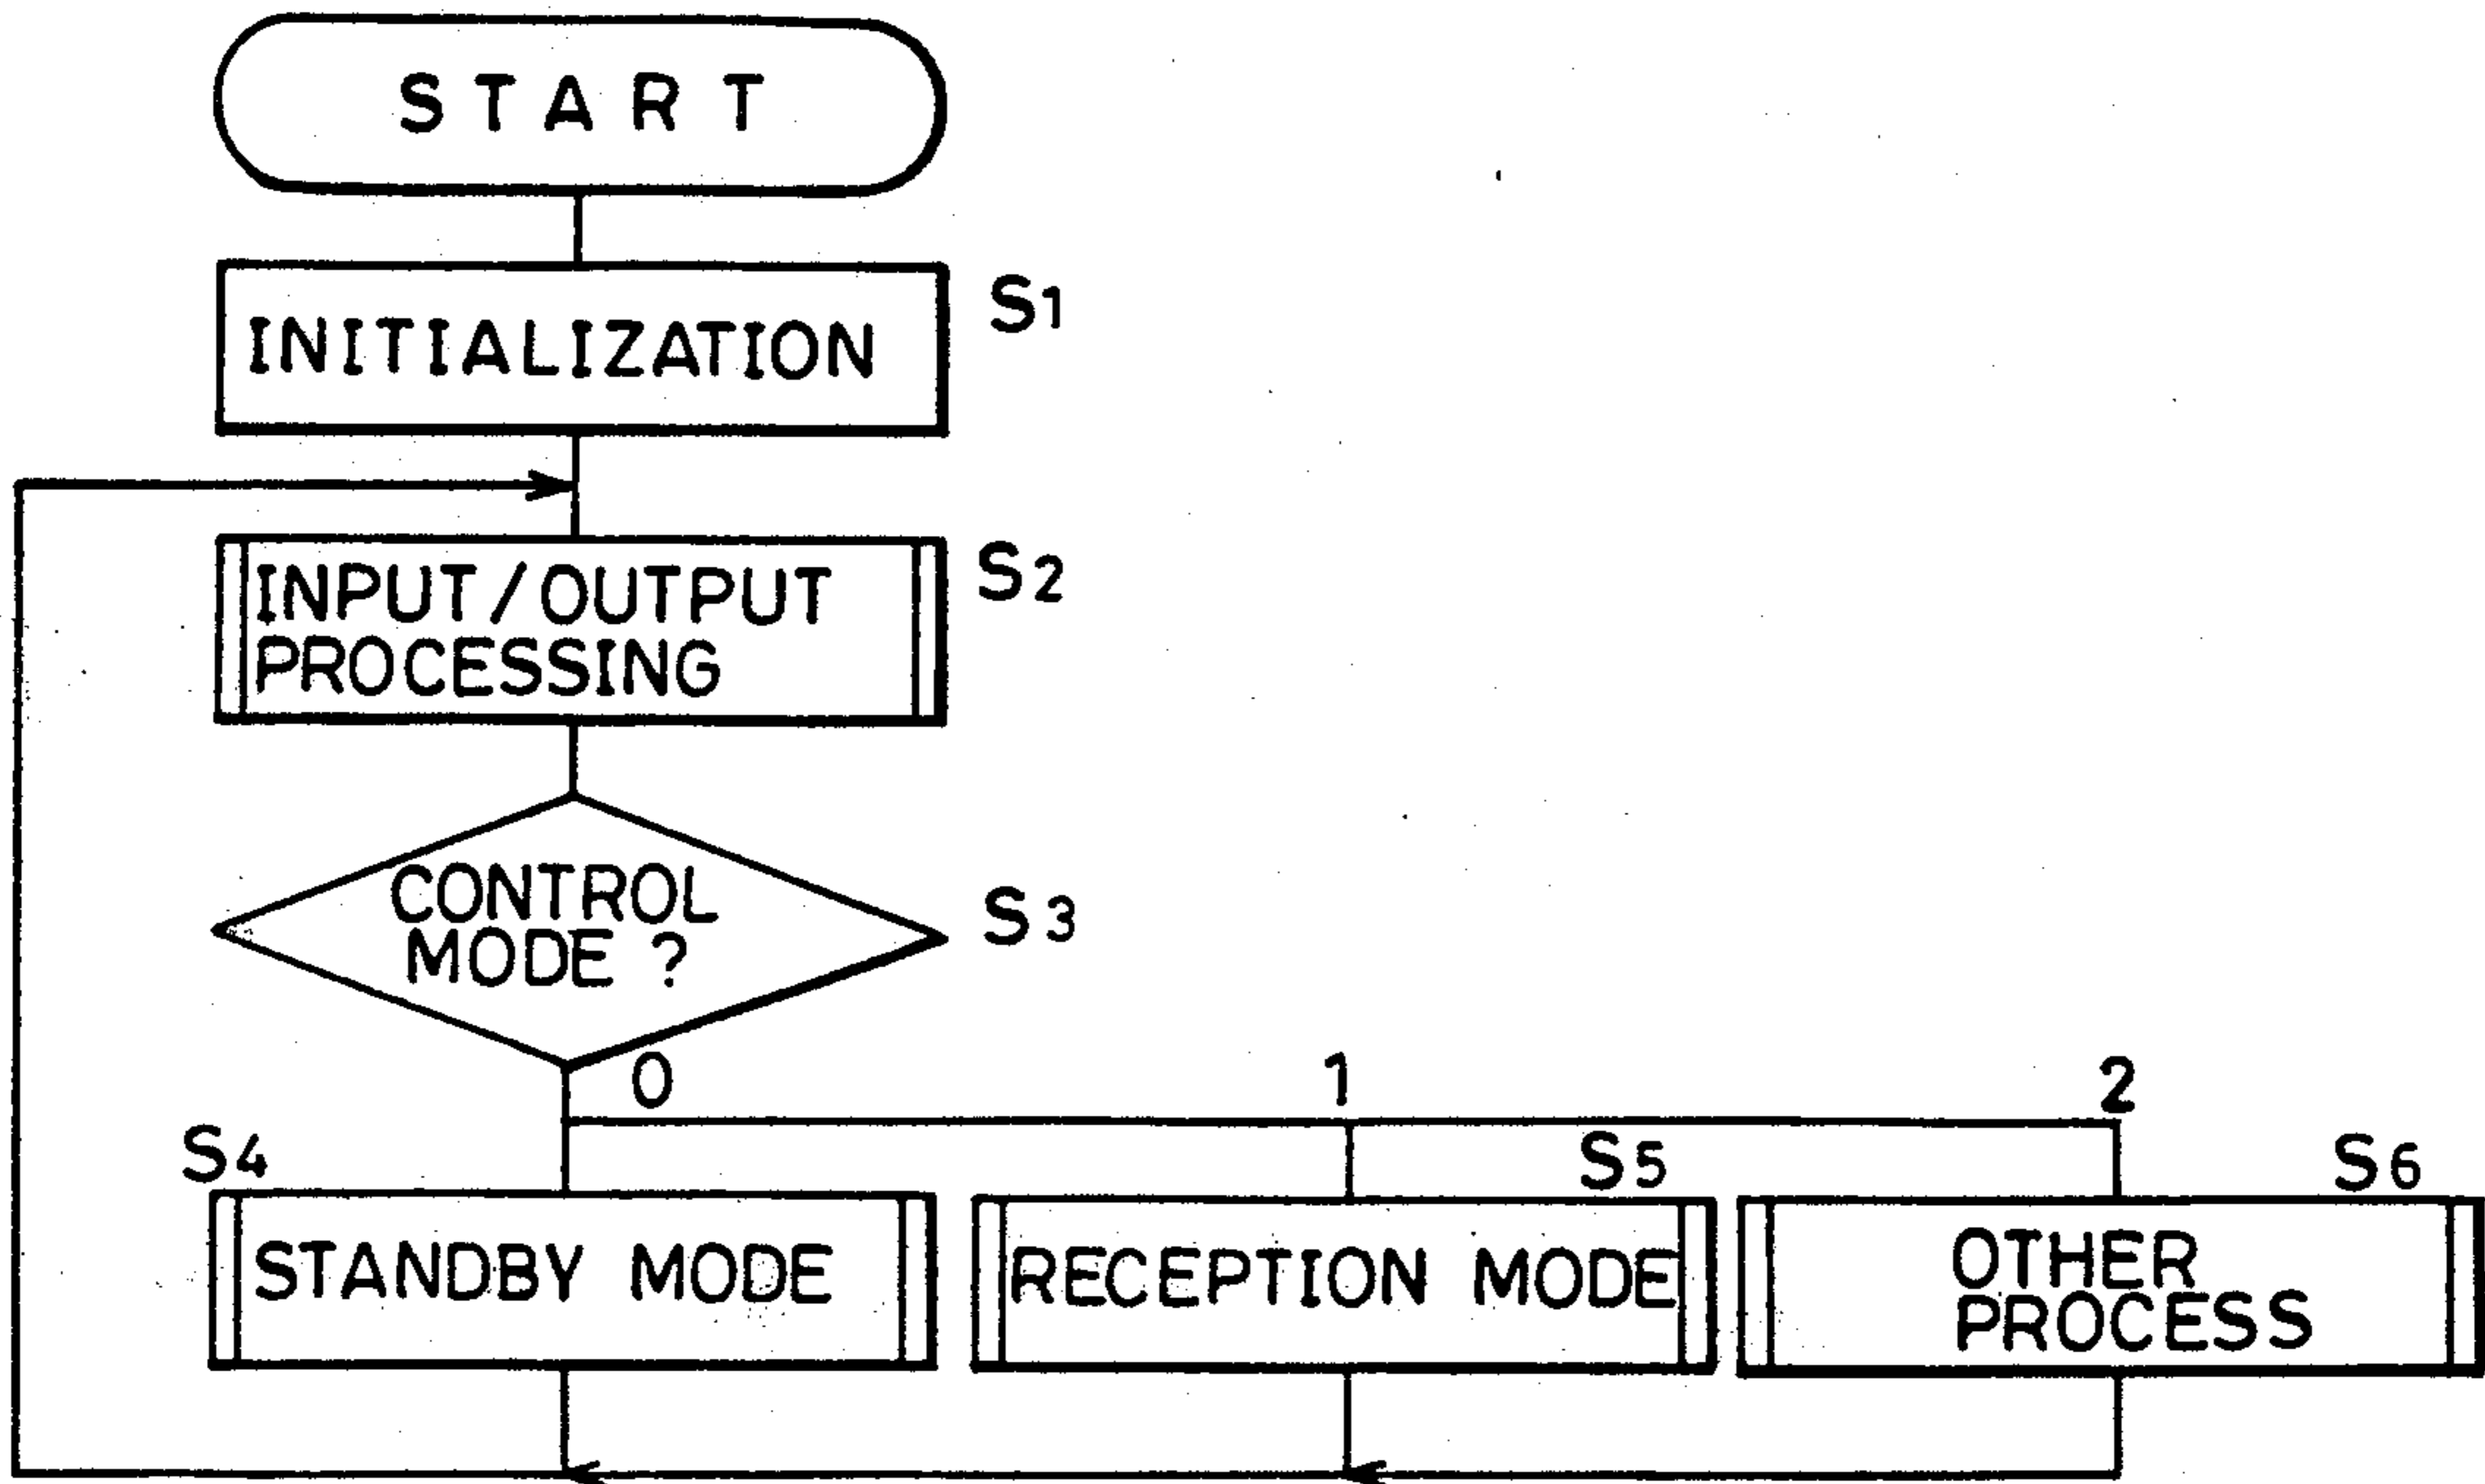 START
INITIALIZATION
S1
INPUT/OUTPUT
PROCESSING
S2
CONTROL
MODE ?
S3
0
1
2
S4
S5
S6
STANDBY MODE
RECEPTION MODE
OTHER
PROCESS